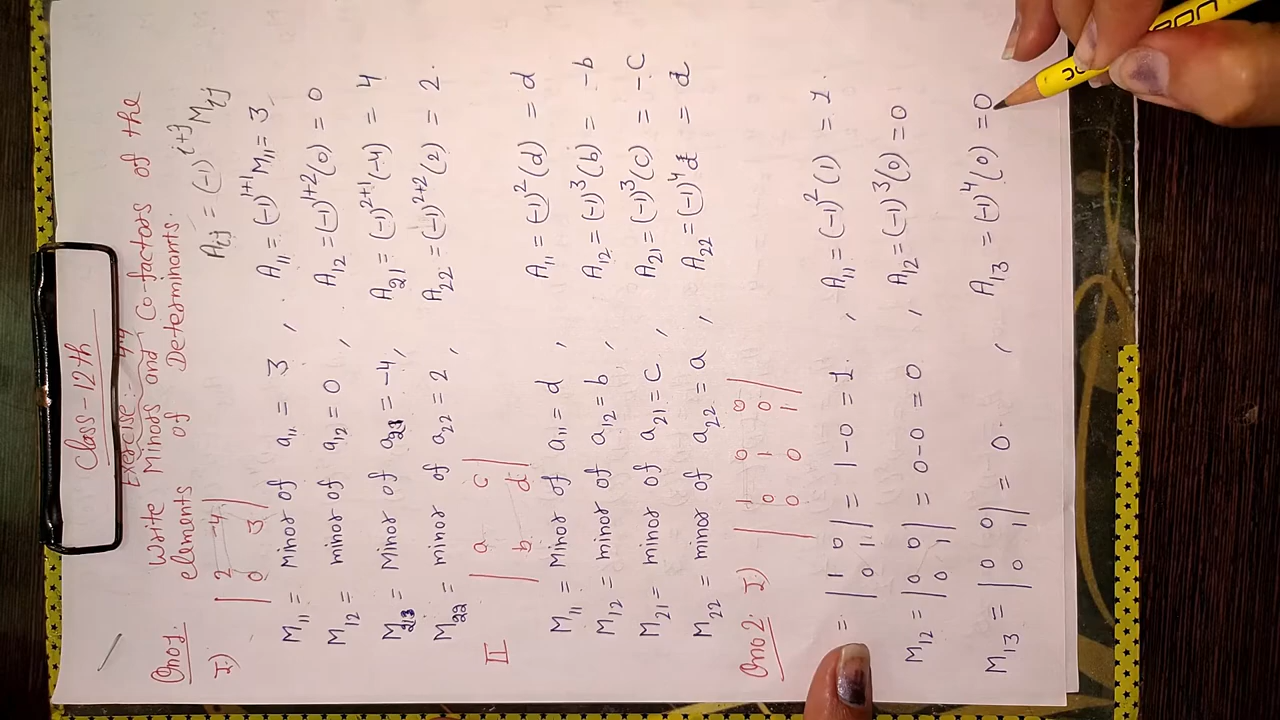 Class-12th
Exercise: 4.4
Qno1. Write Minors and Co-factors of the
elements of of Determinants.
I) | 2 -4 |
| 0 3 |
Aij = (-1)^i+j Mij
M11 = Minor of a11 = 3 , A11 = (-1)^1+1 M11 = 3
M12 = minor of a12 = 0 , A12 = (-1)^1+2 (0) = 0
M21 = Minor of a21 = -4, A21 = (-1)^2+1 (-4) = 4
M22 = minor of a22 = 2 , A22 = (-1)^2+2 (2) = 2.
II | a c |
| b d |
M11 = Minor of a11 = d , A11 = (-1)^2 (d) = d
M12 = minor of a12 = b , A12 = (-1)^3 (b) = -b
M21 = minor of a21 = c , A21 = (-1)^3 (c) = -c
M22 = minor of a22 = a , A22 = (-1)^4 d = d
Qno 2. I) | 1 0 0 |
| 0 1 0 |
| 0 0 1 |
= | 1 0 | = 1-0 = 1. , A11 = (-1)^2 (1) = 1.
| 0 1 |
M12 = | 0 0 | = 0-0 = 0 , A12 = (-1)^3 (0) = 0
| 0 1 |
M13 = | 0 0 | = 0. , A13 = (-1)^4 (0) = 0
| 0 1 |